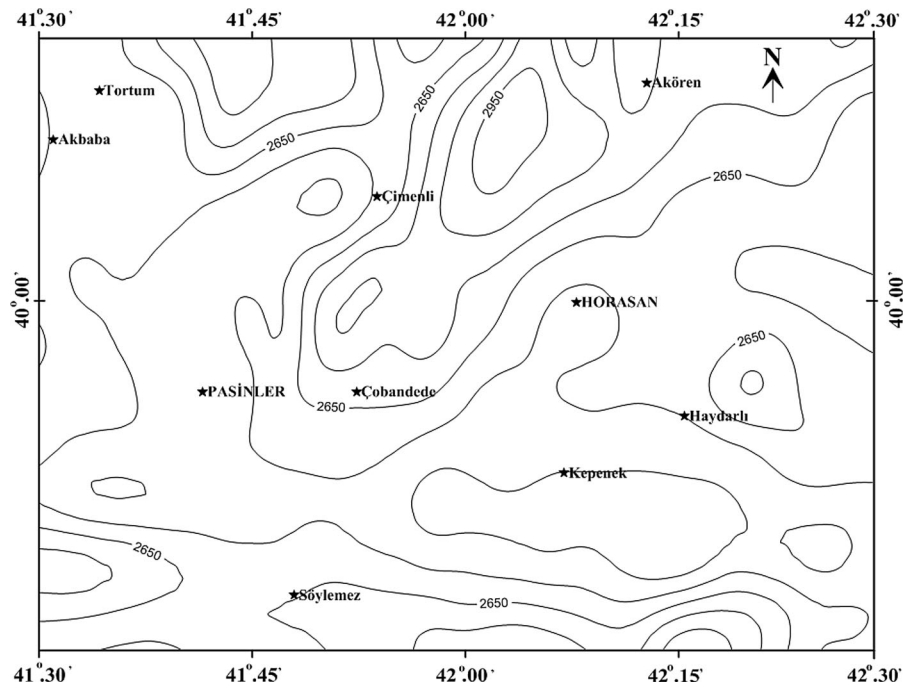 41°.30' 41°.45' 42°.00' 42°.15' 42°.30'
N
Tortum
Akören
2650
2950
Akbaba
2650
2650
Çimenli
40°.00'
HORASAN
40°.00'
2650
PASİNLER
Çobandede
2650
Haydarlı
Kepenek
2650
Söylemez
2650
41°.30' 41°.45' 42°.00' 42°.15' 42°.30'